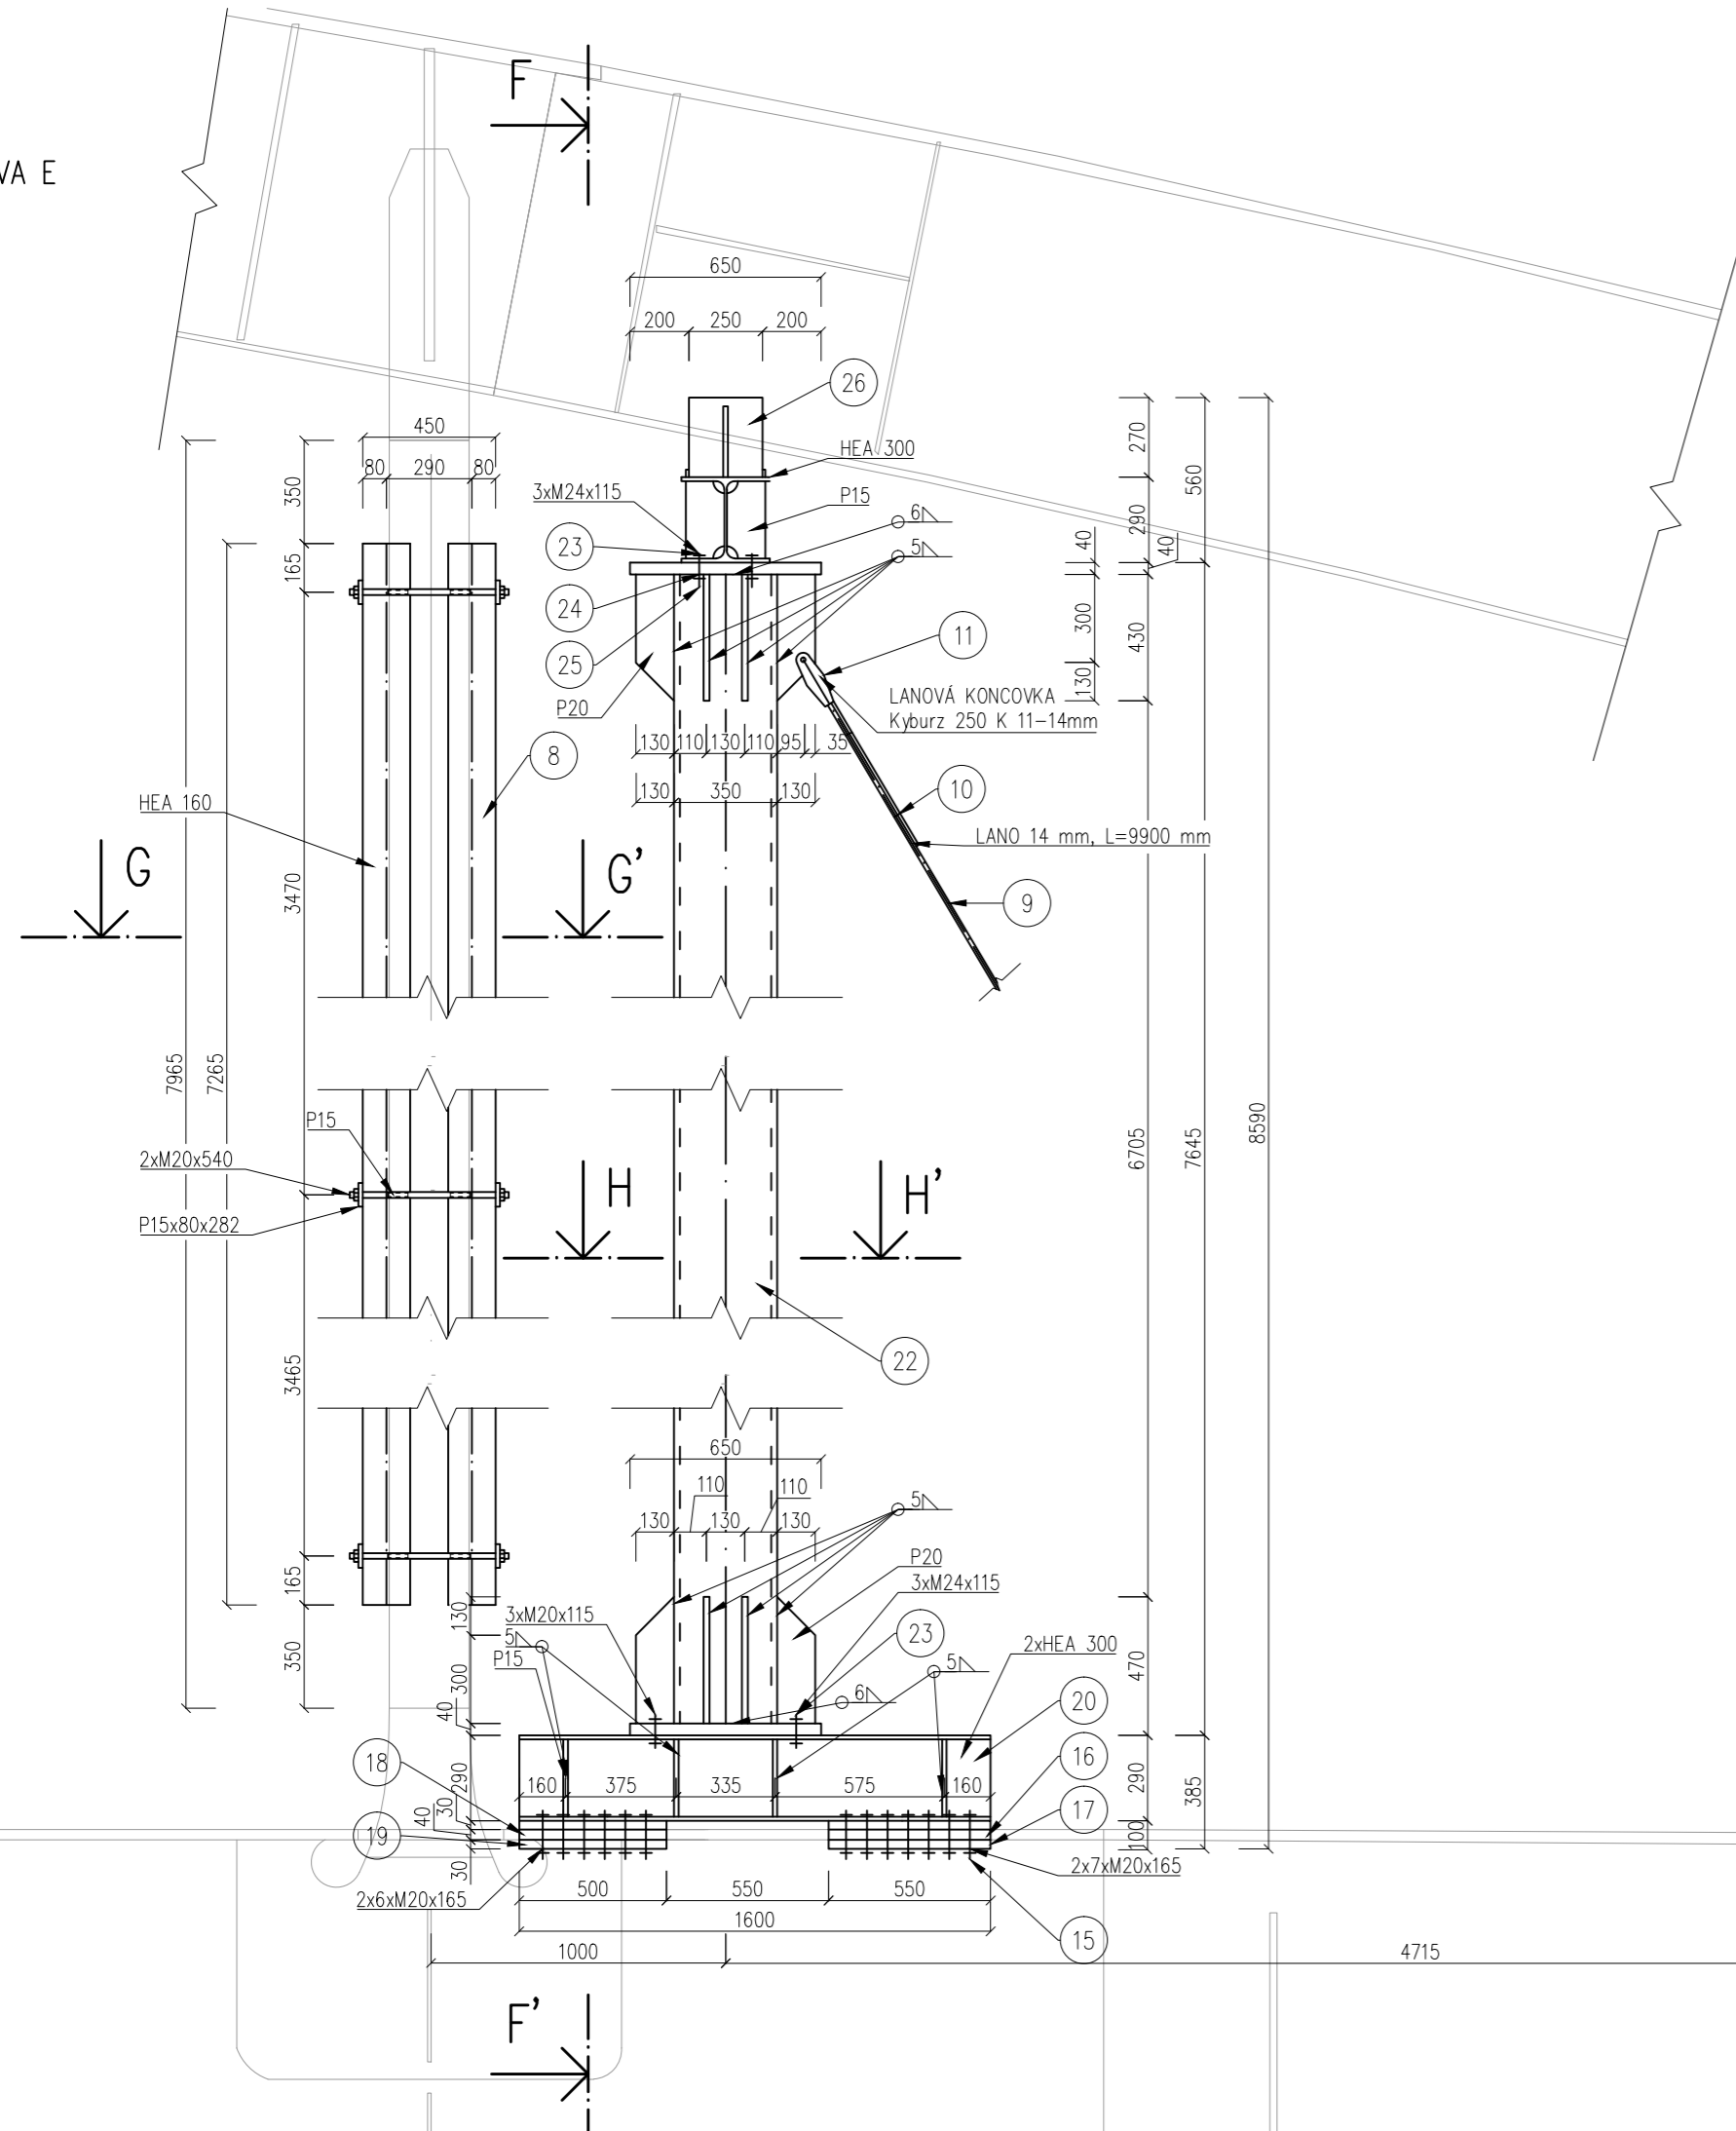 F
VA E
650
200 250 200
26
450
80 290 80
HEA 300
3xM24x115
P15
6
23
5
24
11
25
LANOVÁ KONCOVKA
Kyburz 250 K 11-14mm
P20
130 110 130 110 95 35
8
130 350 130
10
HEA 160
LANO 14 mm, L=9900 mm
G
G'
9
350
165
3470
7965
7265
270
560
290
40
40
300
430
130
P15
2xM20x540
P15x80x282
H
H'
6705
7645
8590
22
3465
650
110
110
130 130 130
5
P20
3xM24x115
165
130
3xM20x115
23
5
P15
2xHEA 300
5
350
300
6
40
470
20
18
16
290
160 375 335 575 160
290
385
17
30
40
19
100
30
2x7xM20x165
2x6xM20x165
500 550 550
1600
15
1000
4715
F'